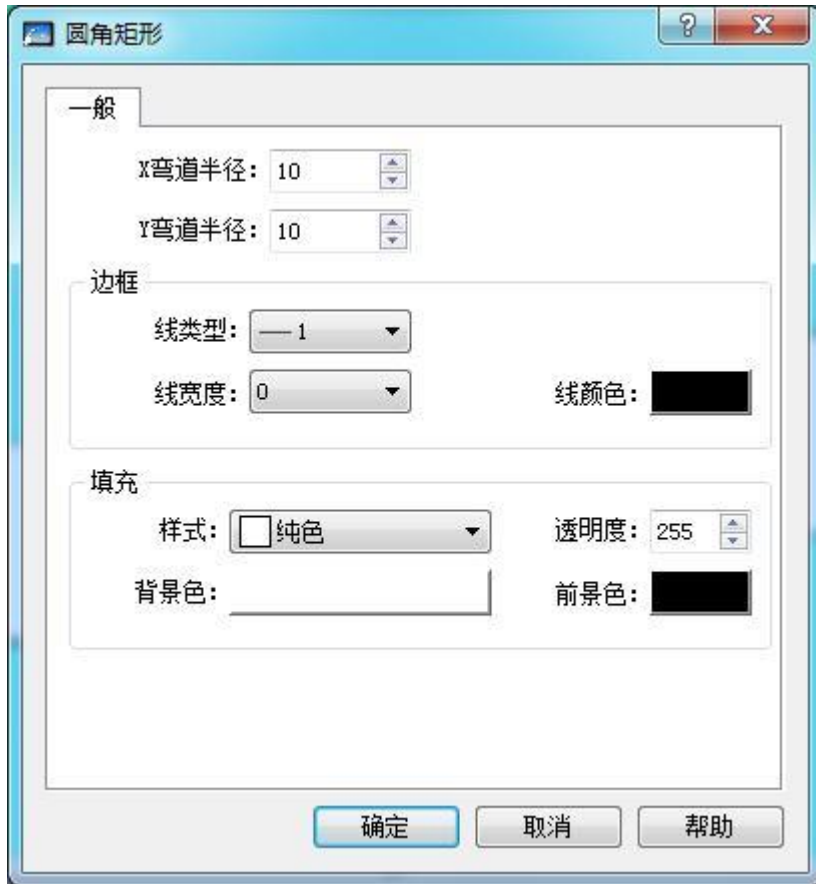 圆角矩形
一般
X弯道半径: 10
Y弯道半径: 10
边框
线类型: 1
线宽度: 0 线颜色:
填充
样式: 纯色 透明度: 255
背景色: 前景色:
确定 取消 帮助